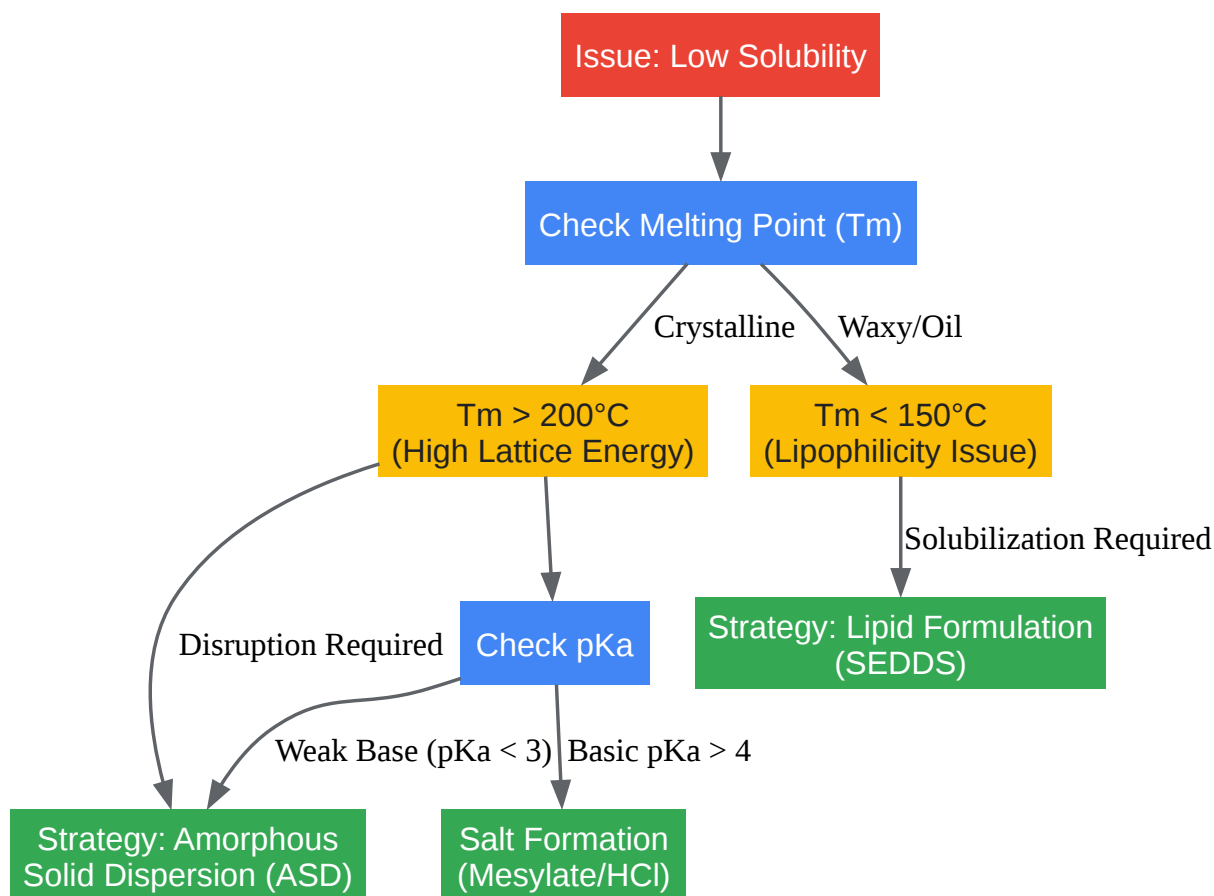 Issue: Low Solubility
Check Melting Point (Tm)
Crystalline
Waxy/Oil
Tm > 200°C
(High Lattice Energy)
Tm < 150°C
(Lipophilicity Issue)
Solubilization Required
Disruption Required
Check pKa
Strategy: Lipid Formulation
(SEDDS)
Weak Base (pKa < 3)
Basic pKa > 4
Strategy: Amorphous
Solid Dispersion (ASD)
Salt Formation
(Mesylate/HCl)